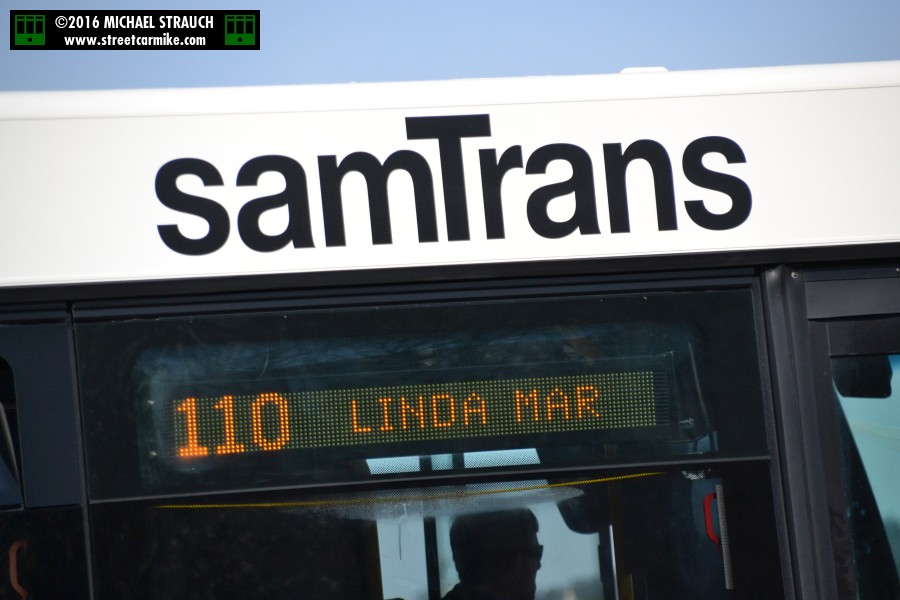 ©2016 MICHAEL STRAUCH
www.streetcarmike.com
samTrans
110 LINDA MAR